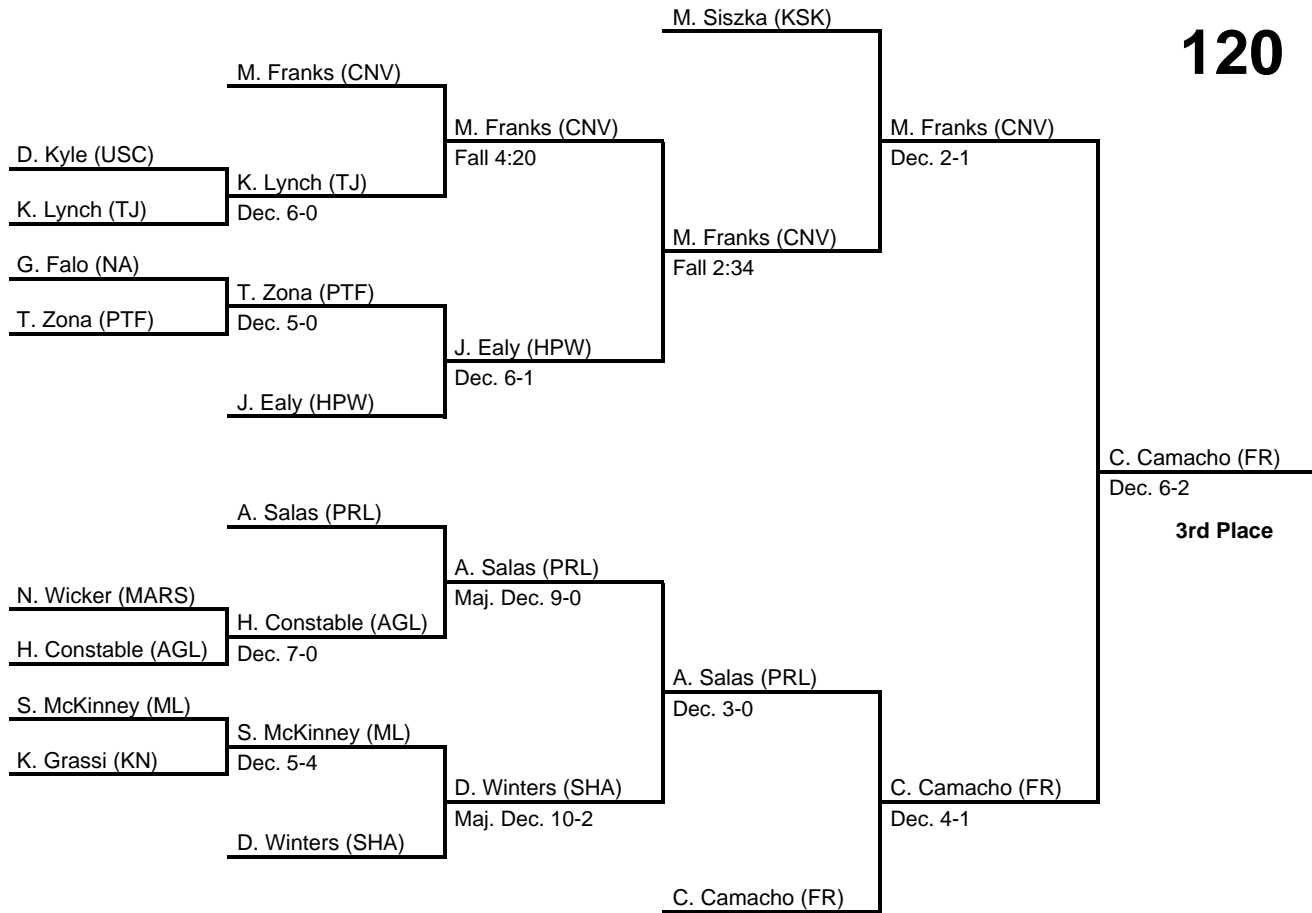 M. Siszka (KSK)
120
M. Franks (CNV)
M. Franks (CNV)
Fall 4:20
M. Franks (CNV)
Dec. 2-1
D. Kyle (USC)
K. Lynch (TJ)
Dec. 6-0
K. Lynch (TJ)
M. Franks (CNV)
Fall 2:34
G. Falo (NA)
T. Zona (PTF)
Dec. 5-0
T. Zona (PTF)
J. Ealy (HPW)
Dec. 6-1
J. Ealy (HPW)
C. Camacho (FR)
Dec. 6-2
3rd Place
A. Salas (PRL)
A. Salas (PRL)
Maj. Dec. 9-0
N. Wicker (MARS)
H. Constable (AGL)
Dec. 7-0
H. Constable (AGL)
A. Salas (PRL)
Dec. 3-0
S. McKinney (ML)
S. McKinney (ML)
Dec. 5-4
K. Grassi (KN)
D. Winters (SHA)
Maj. Dec. 10-2
C. Camacho (FR)
Dec. 4-1
D. Winters (SHA)
C. Camacho (FR)